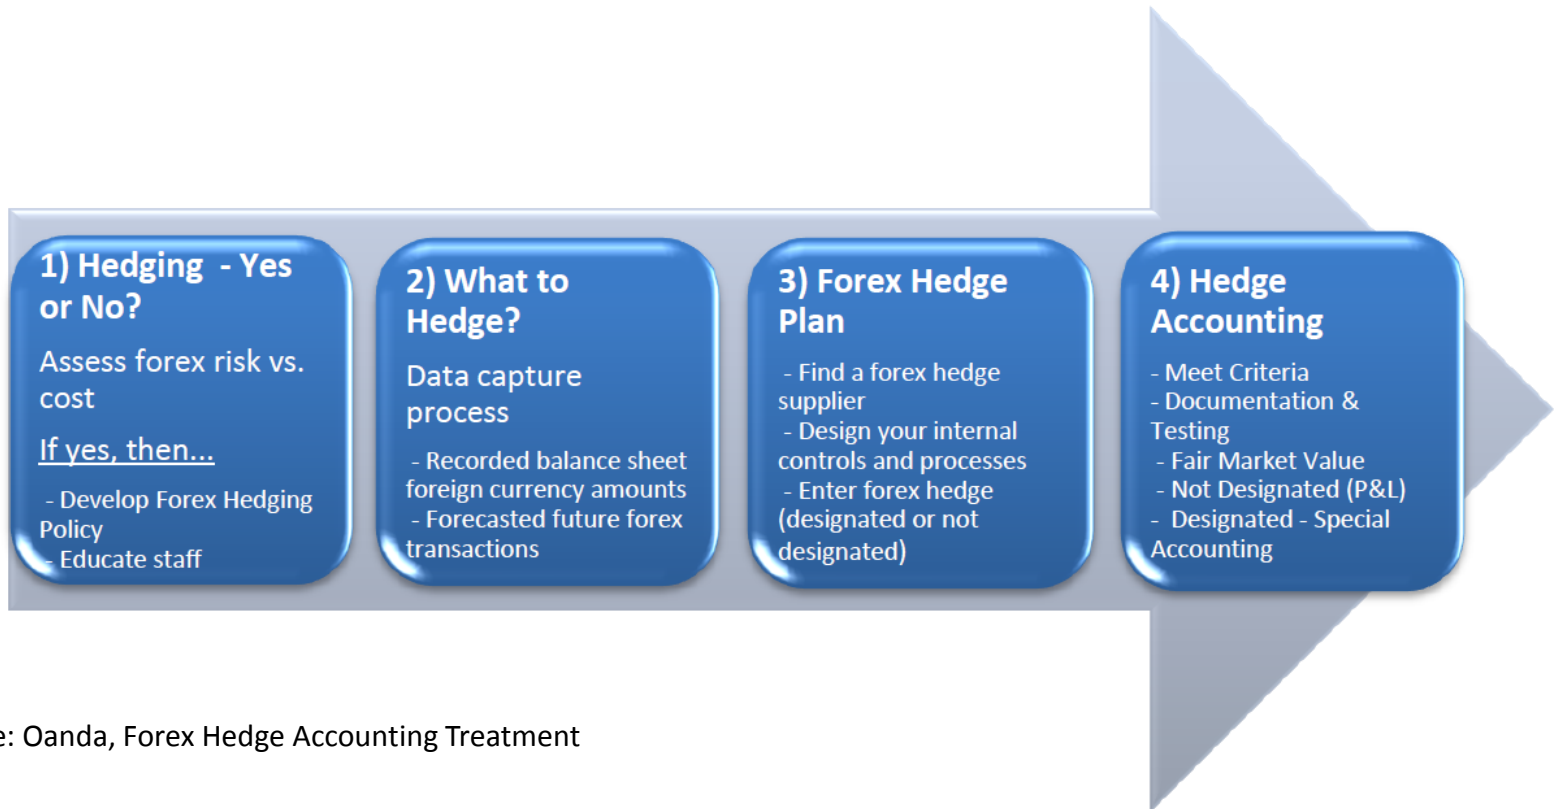 1) Hedging - Yes
or No?
Assess forex risk vs.
cost
If yes, then...
- Develop Forex Hedging
Policy
- Educate staff
2) What to
Hedge?
Data capture
process
- Recorded balance sheet
foreign currency amounts
- Forecasted future forex
transactions
3) Forex Hedge
Plan
- Find a forex hedge
supplier
- Design your internal
controls and processes
- Enter forex hedge
(designated or not
designated)
4) Hedge
Accounting
- Meet Criteria
- Documentation &
Testing
- Fair Market Value
- Not Designated (P&L)
- Designated - Special
Accounting
e: Oanda, Forex Hedge Accounting Treatment